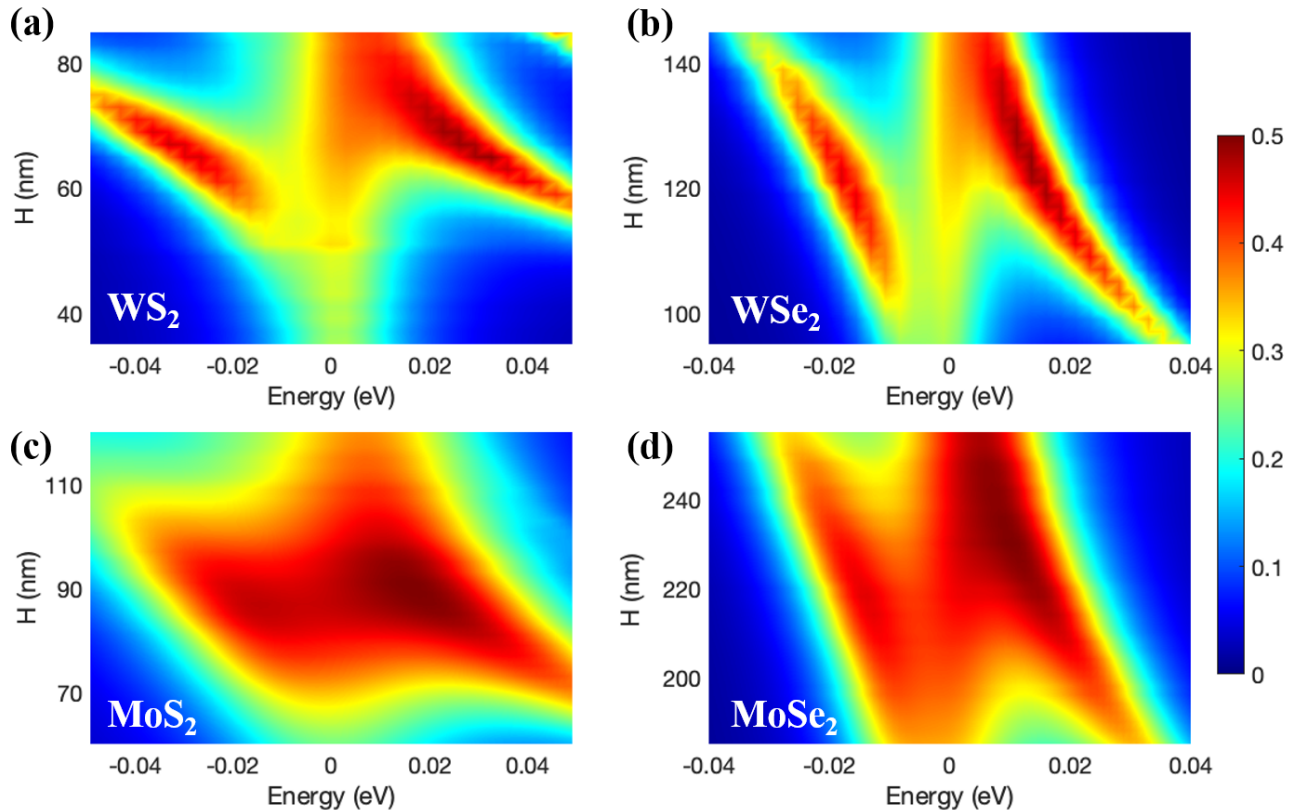 (a)
80
60
40
H (nm)
WS2
-0.04 -0.02 0 0.02 0.04
Energy (eV)
(b)
140
120
100
H (nm)
WSe2
-0.04 -0.02 0 0.02 0.04
Energy (eV)
0.5
0.4
0.3
0.2
0.1
0
(c)
110
90
70
H (nm)
MoS2
-0.04 -0.02 0 0.02 0.04
Energy (eV)
(d)
240
220
200
H (nm)
MoSe2
-0.04 -0.02 0 0.02 0.04
Energy (eV)